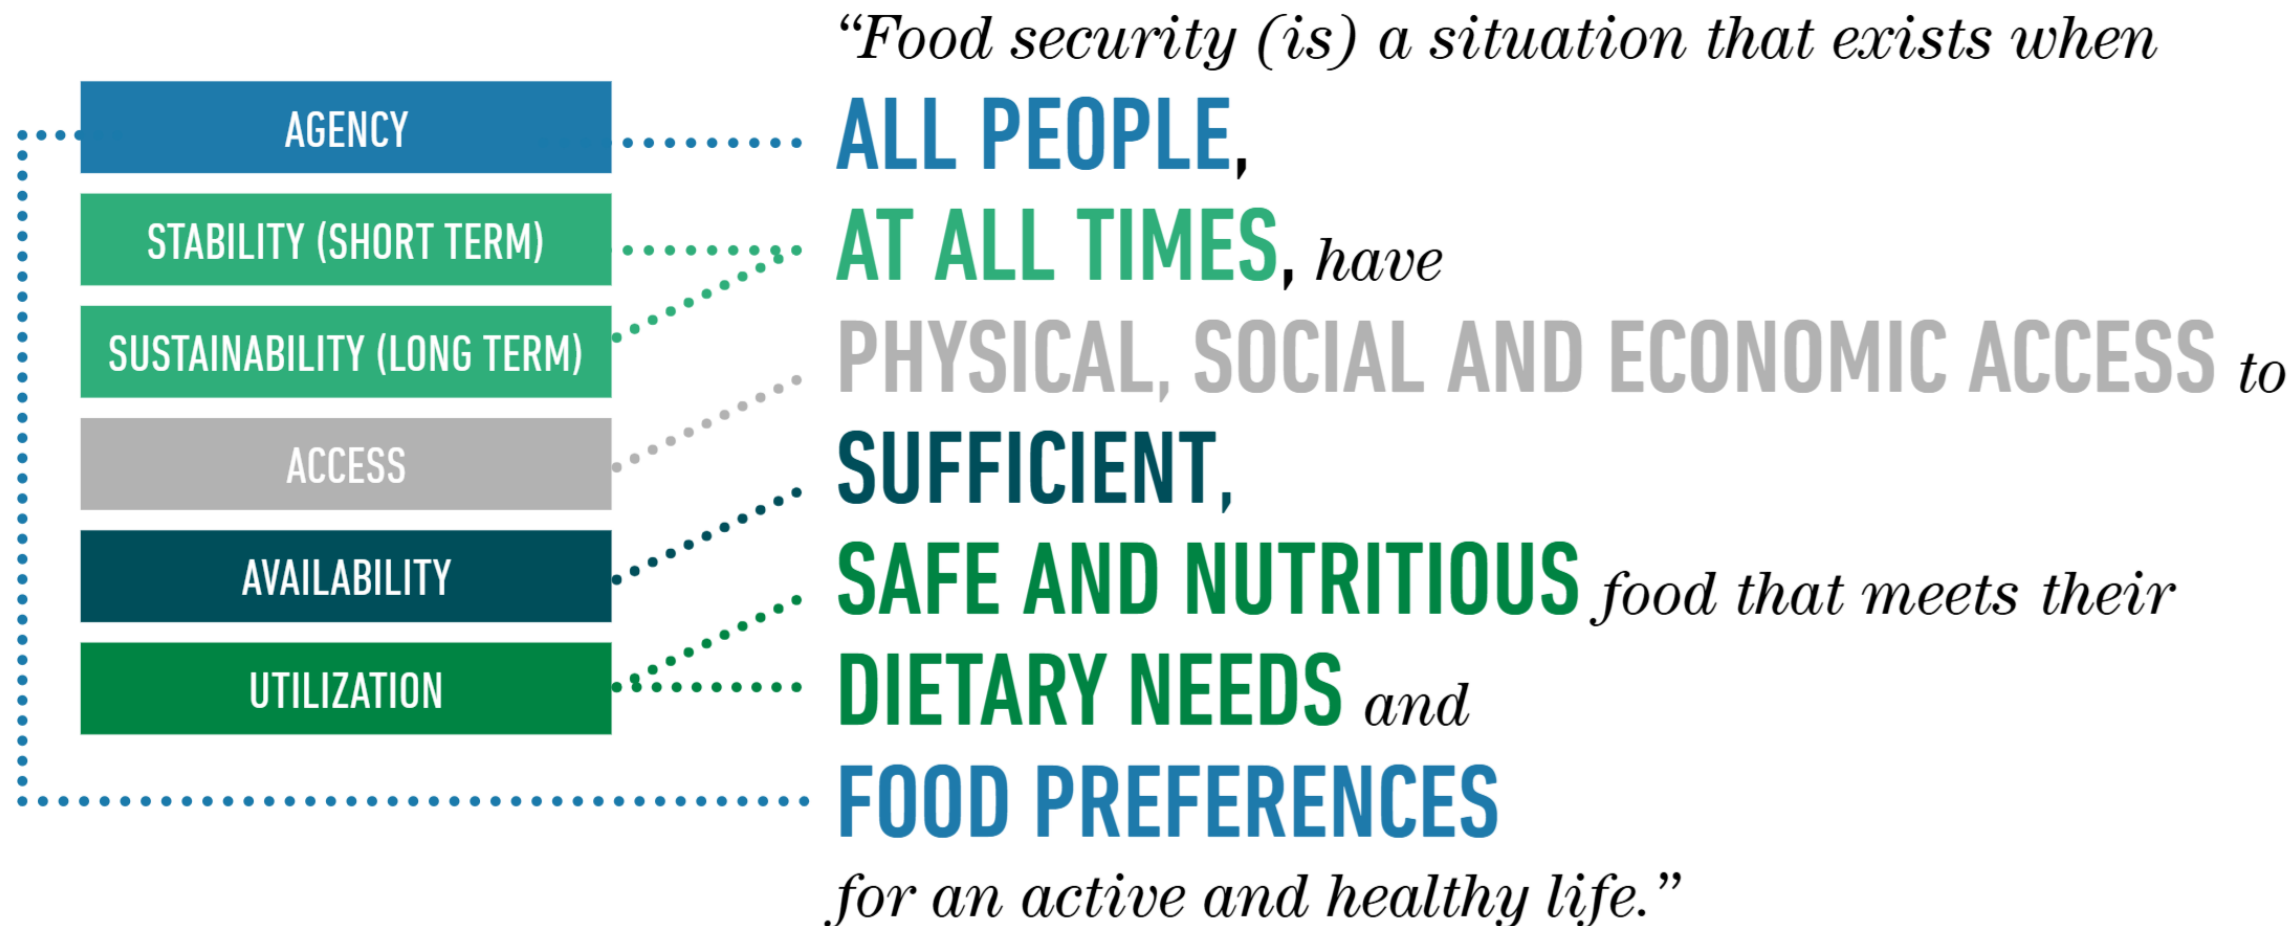 AGENCY
STABILITY (SHORT TERM)
SUSTAINABILITY (LONG TERM)
ACCESS
AVAILABILITY
UTILIZATION
“Food security (is) a situation that exists when
ALL PEOPLE,
AT ALL TIMES, have
PHYSICAL, SOCIAL AND ECONOMIC ACCESS to
SUFFICIENT,
SAFE AND NUTRITIOUS food that meets their
DIETARY NEEDS and
FOOD PREFERENCES
for an active and healthy life.”